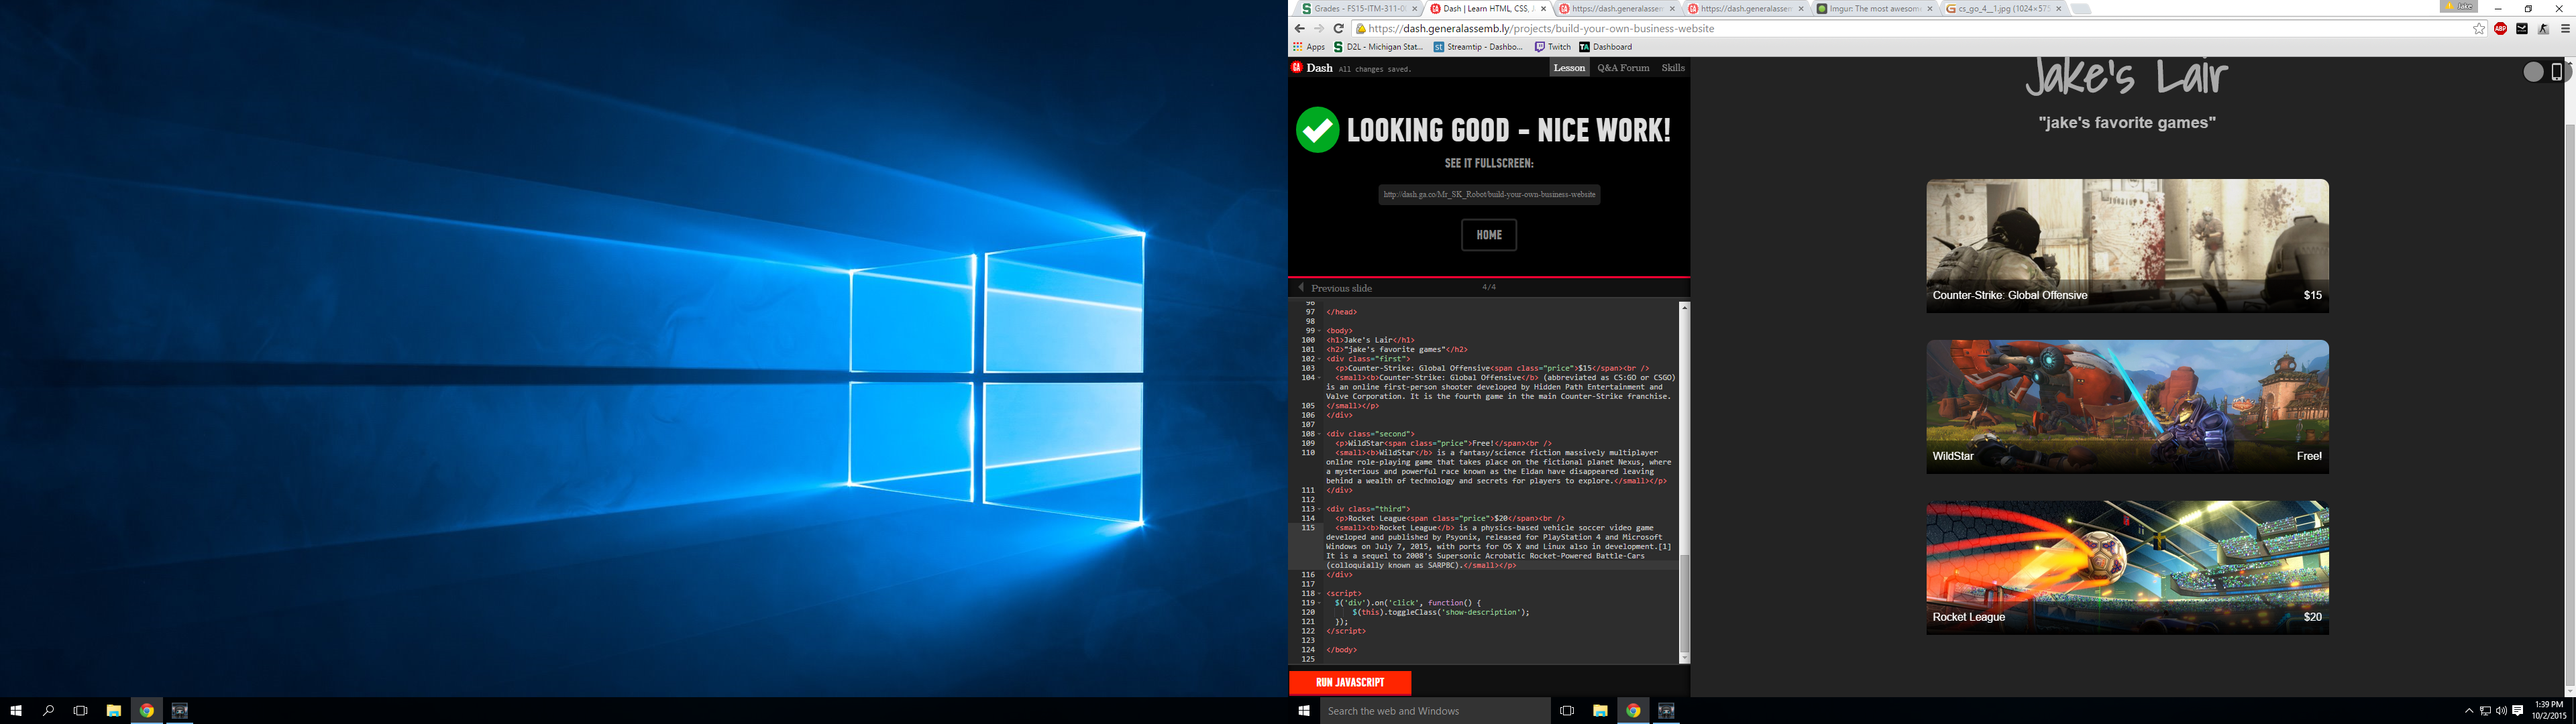 Grades - FS15-ITM-311-0
Dash | Learn HTML, CSS, J
https://dash.generalassem
https://dash.generalassem
Imgur: The most awesome
cs_go_4__1.jpg (1024×575
Jake
https://dash.generalassemb.ly/projects/build-your-own-business-website
ABP
Apps
D2L - Michigan Stat...
Streamtip - Dashbo...
Twitch
Dashboard
GA
Dash
All changes saved.
Lesson
Q&A Forum
Skills
LOOKING GOOD - NICE WORK!
SEE IT FULLSCREEN:
http://dash.ga.co/Mr_SK_Robot/build-your-own-business-website
HOME
Previous slide
4/4
96
97 </head>
98
99 <body>
100 <h1>Jake's Lair</h1>
101 <h2>"jake's favorite games"</h2>
102 <div class="first">
103 <p>Counter-Strike: Global Offensive<span class="price">$15</span><br />
104 <small><b>Counter-Strike: Global Offensive</b> (abbreviated as CS:GO or CSGO)
is an online first-person shooter developed by Hidden Path Entertainment and
Valve Corporation. It is the fourth game in the main Counter-Strike franchise.
105 </small></p>
106 </div>
107
108 <div class="second">
109 <p>WildStar<span class="price">Free!</span><br />
110 <small><b>WildStar</b> is a fantasy/science fiction massively multiplayer
online role-playing game that takes place on the fictional planet Nexus, where
a mysterious and powerful race known as the Eldan have disappeared leaving
behind a wealth of technology and secrets for players to explore.</small></p>
111 </div>
112
113 <div class="third">
114 <p>Rocket League<span class="price">$20</span><br />
115 <small><b>Rocket League</b> is a physics-based vehicle soccer video game
developed and published by Psyonix, released for PlayStation 4 and Microsoft
Windows on July 7, 2015, with ports for OS X and Linux also in development.[1]
It is a sequel to 2008's Supersonic Acrobatic Rocket-Powered Battle-Cars
(colloquially known as SARPBC).</small></p>
116 </div>
117
118 <script>
119 $('div').on('click', function() {
120 $(this).toggleClass('show-description');
121 });
122 </script>
123
124 </body>
125
RUN JAVASCRIPT
Jake's Lair
"jake's favorite games"
Counter-Strike: Global Offensive $15
WildStar Free!
Rocket League $20
Search the web and Windows
1:39 PM
10/2/2015